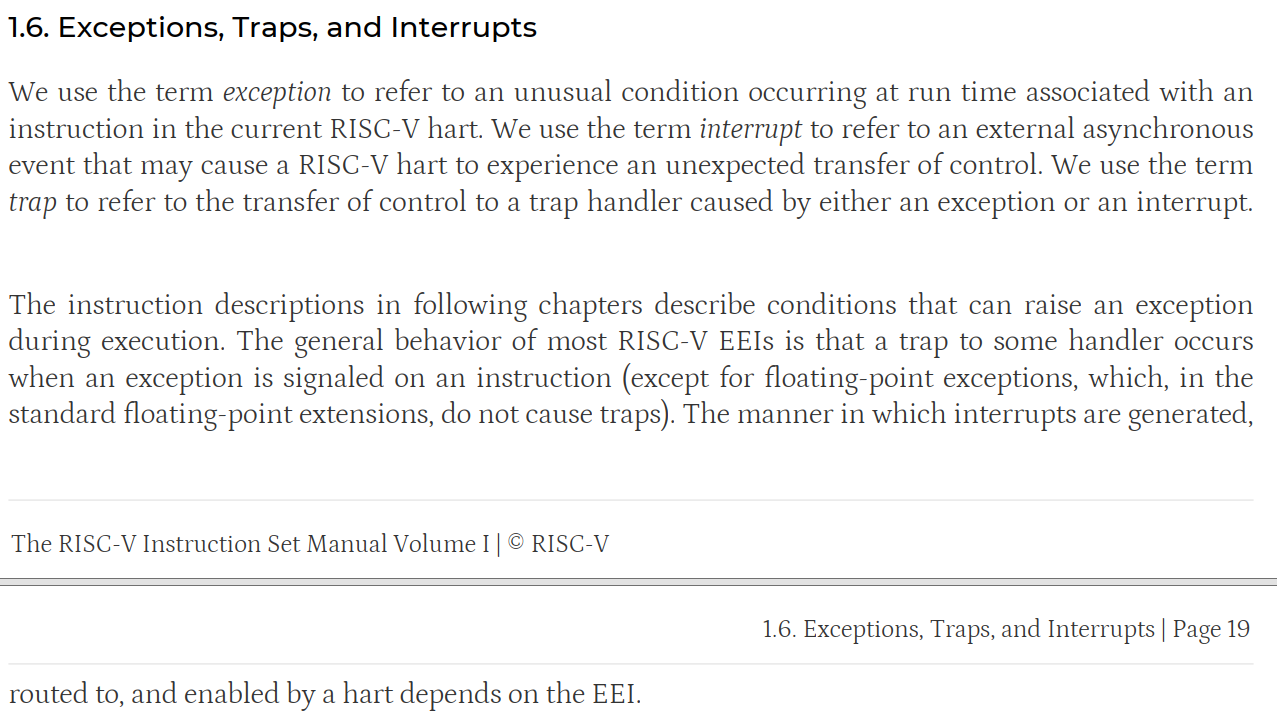 1.6. Exceptions, Traps, and Interrupts
We use the term exception to refer to an unusual condition occurring at run time associated with an
instruction in the current RISC-V hart. We use the term interrupt to refer to an external asynchronous
event that may cause a RISC-V hart to experience an unexpected transfer of control. We use the term
trap to refer to the transfer of control to a trap handler caused by either an exception or an interrupt.
The instruction descriptions in following chapters describe conditions that can raise an exception
during execution. The general behavior of most RISC-V EEIs is that a trap to some handler occurs
when an exception is signaled on an instruction (except for floating-point exceptions, which, in the
standard floating-point extensions, do not cause traps). The manner in which interrupts are generated,
The RISC-V Instruction Set Manual Volume I | © RISC-V
1.6. Exceptions, Traps, and Interrupts | Page 19
routed to, and enabled by a hart depends on the EEI.